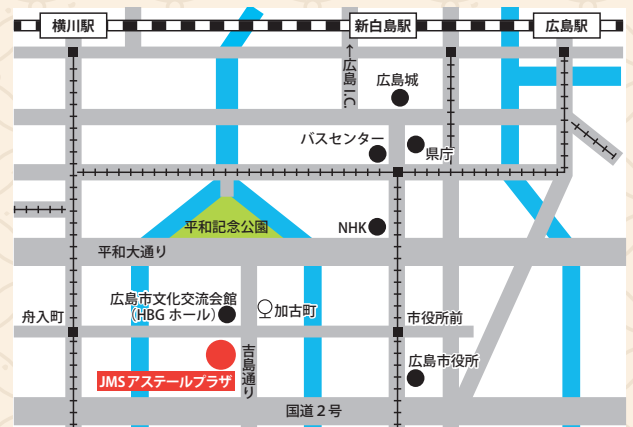 横川駅
新白島駅
広島駅
←広島I.C.
広島城
バスセンター
県庁
平和記念公園
NHK
平和大通り
広島市文化交流会館
(HBG ホール)
加古町
舟入町
市役所前
吉島通り
広島市役所
JMSアステールプラザ
国道2号